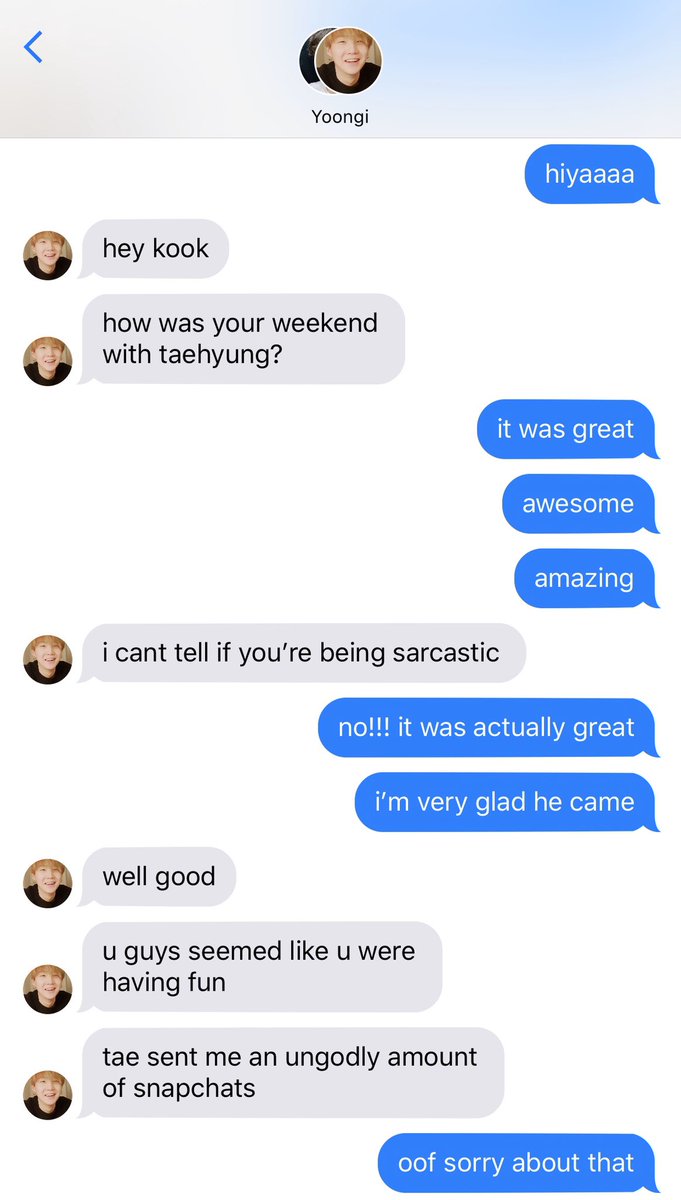 Yoongi
hiyaaaa
hey kook
how was your weekend
with taehyung?
it was great
awesome
amazing
i cant tell if you’re being sarcastic
no!!! it was actually great
i’m very glad he came
well good
u guys seemed like u were
having fun
tae sent me an ungodly amount
of snapchats
oof sorry about that